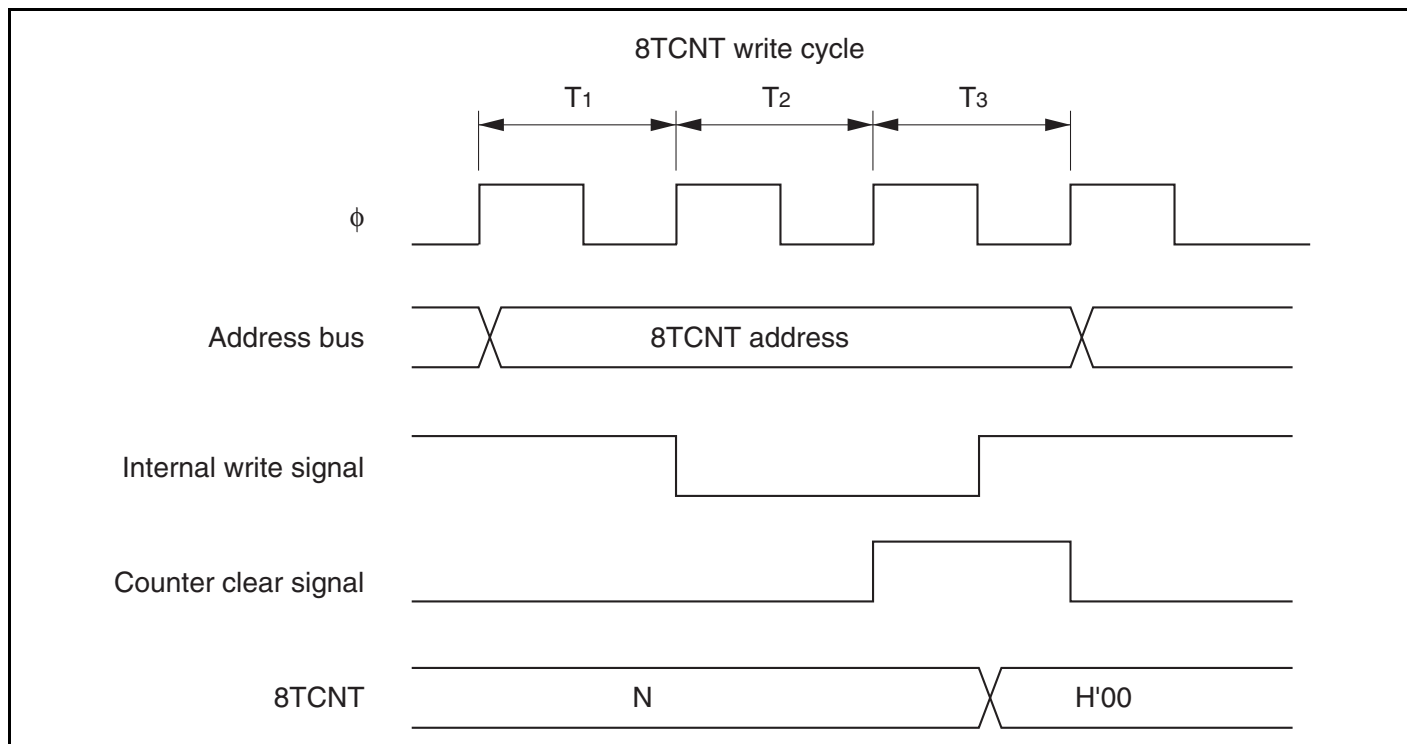 8TCNT write cycle
T1 T2 T3
ϕ
Address bus 8TCNT address
Internal write signal
Counter clear signal
8TCNT N H'00